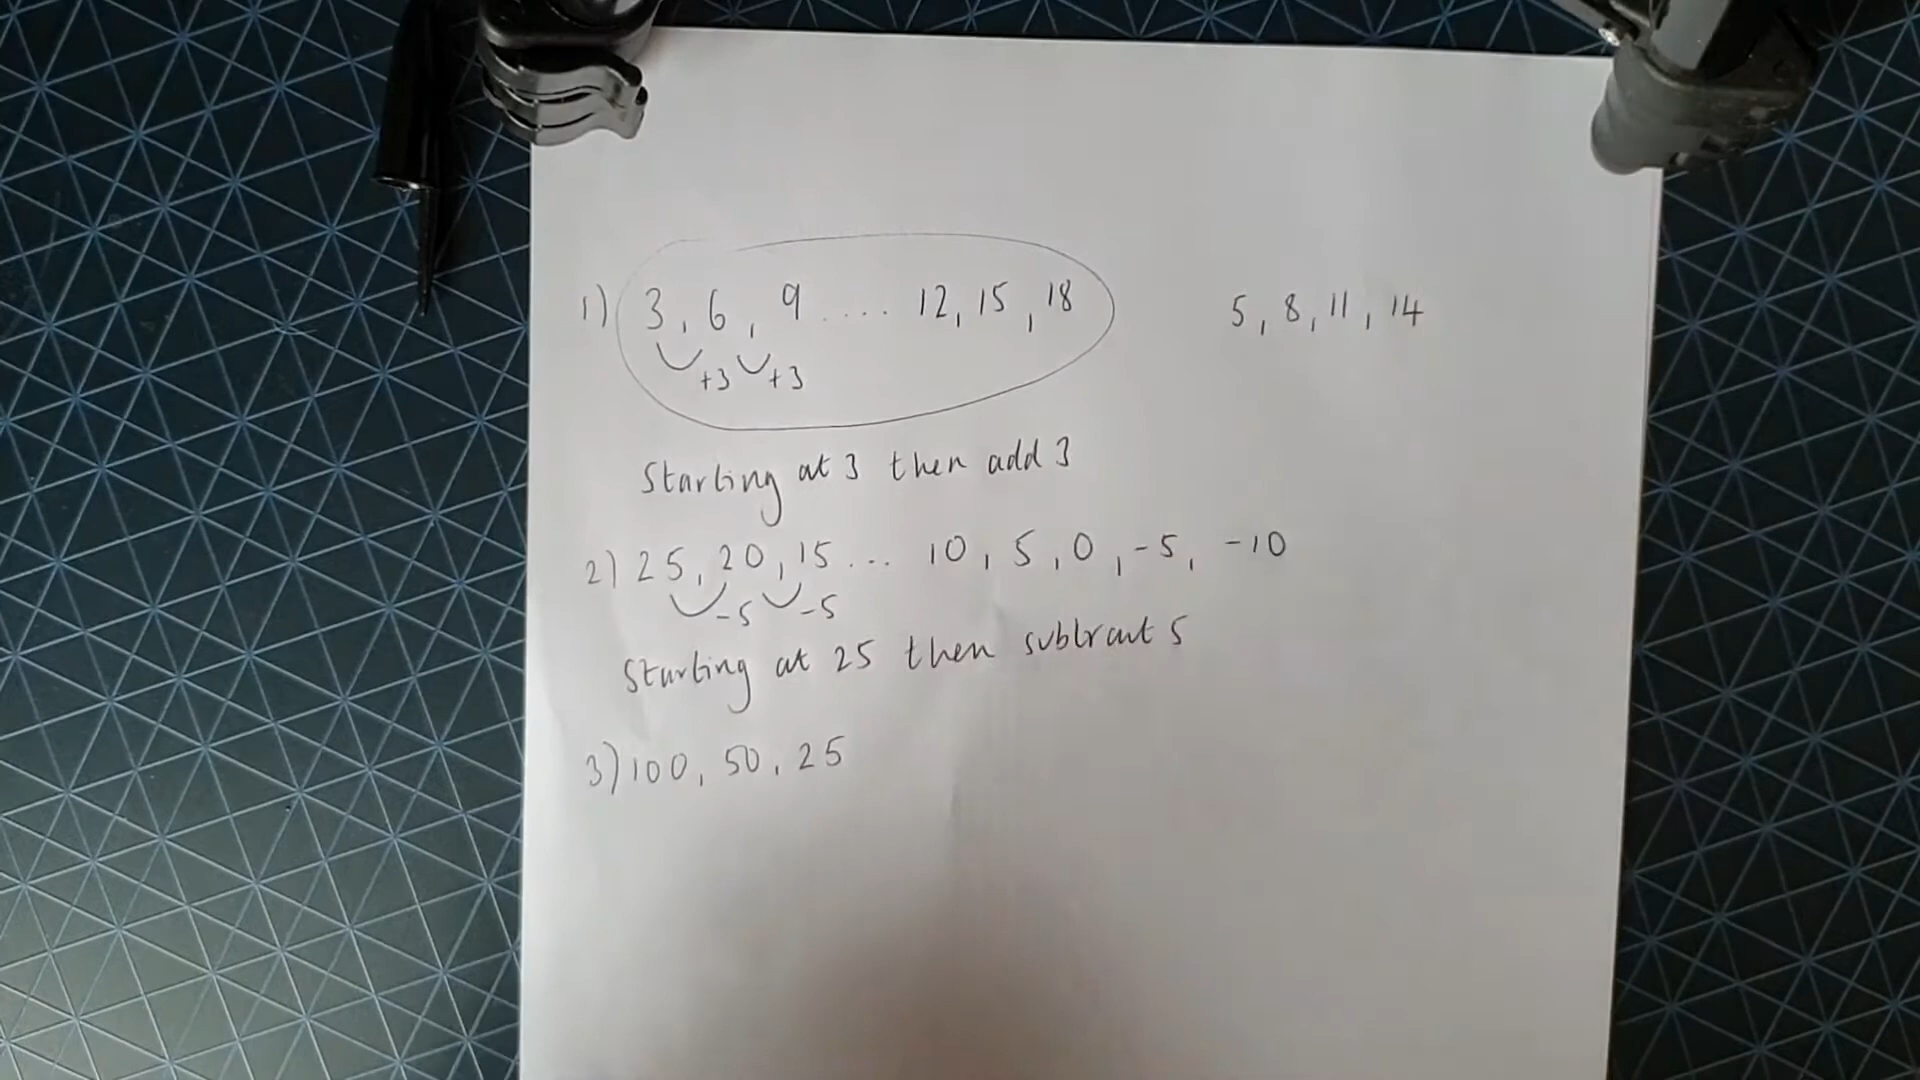 1) 3, 6, 9 .... 12, 15, 18 5, 8, 11, 14
+3 +3
Starting at 3 then add 3
2) 25, 20, 15 ... 10, 5, 0, -5, -10
-5 -5
Starting at 25 then subtract 5
3) 100, 50, 25